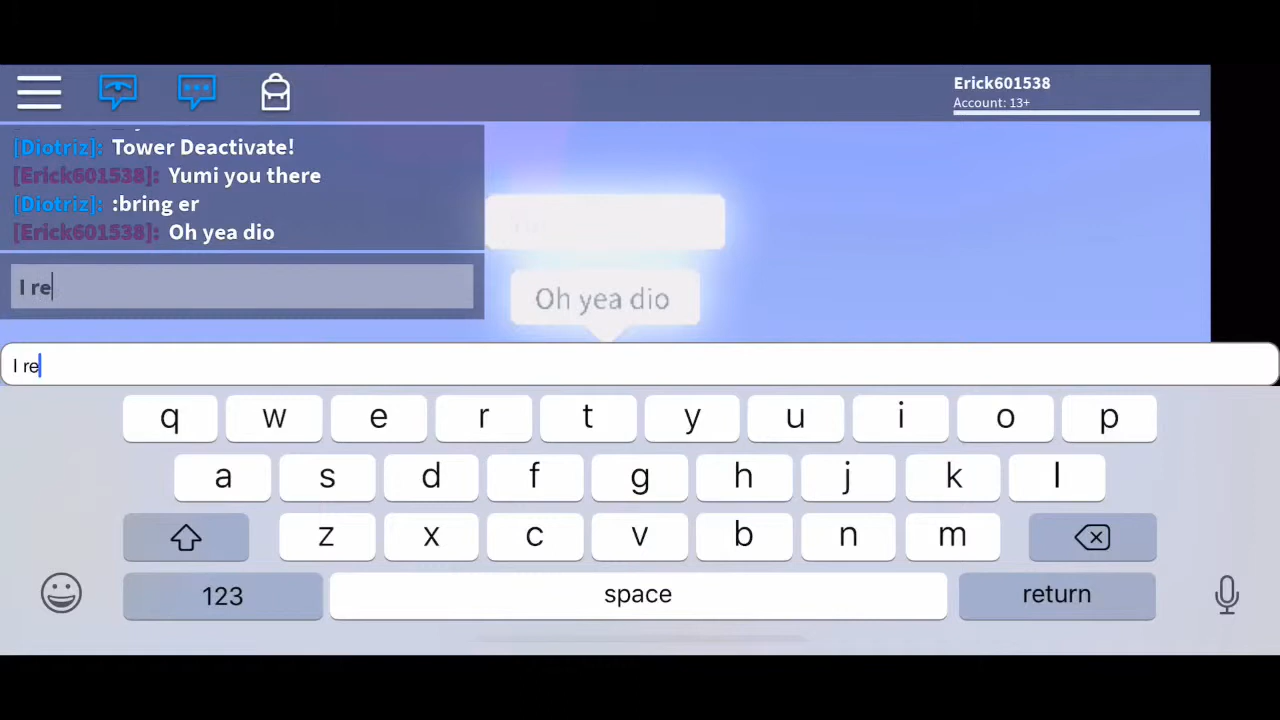 Erick601538
Account: 13+
[Diotriz]: Tower Deactivate!
[Erick601538]: Yumi you there
[Diotriz]: :bring er
[Erick601538]: Oh yea dio
I re
Oh yea dio
I re
q w e r t y u i o p
a s d f g h j k l
z x c v b n m
123 space return